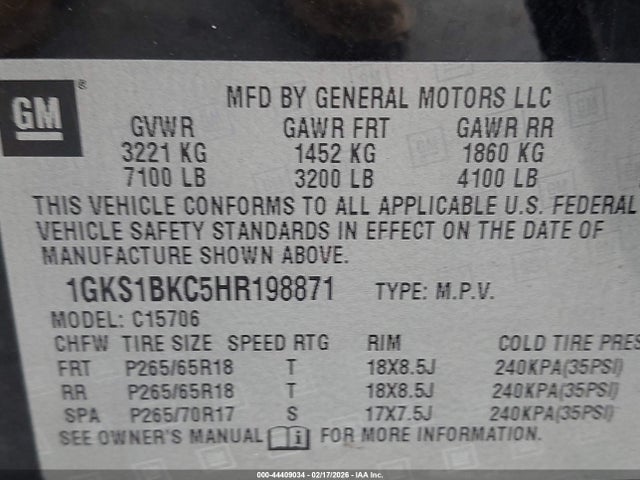 GM ®
MFD BY GENERAL MOTORS LLC
GVWR GAWR FRT GAWR RR
3221 KG 1452 KG 1860 KG
7100 LB 3200 LB 4100 LB
THIS VEHICLE CONFORMS TO ALL APPLICABLE U.S. FEDERAL
VEHICLE SAFETY STANDARDS IN EFFECT ON THE DATE OF
MANUFACTURE SHOWN ABOVE.
1GKS1BKC5HR198871 TYPE: M.P.V.
MODEL: C15706
CHFW TIRE SIZE SPEED RTG RIM COLD TIRE PRES
FRT P265/65R18 T 18X8.5J 240KPA(35PSI)
RR P265/65R18 T 18X8.5J 240KPA(35PSI)
SPA P265/70R17 S 17X7.5J 240KPA(35PSI)
SEE OWNER'S MANUAL FOR MORE INFORMATION.
000-44409034 - 02/17/2026 - IAA Inc.